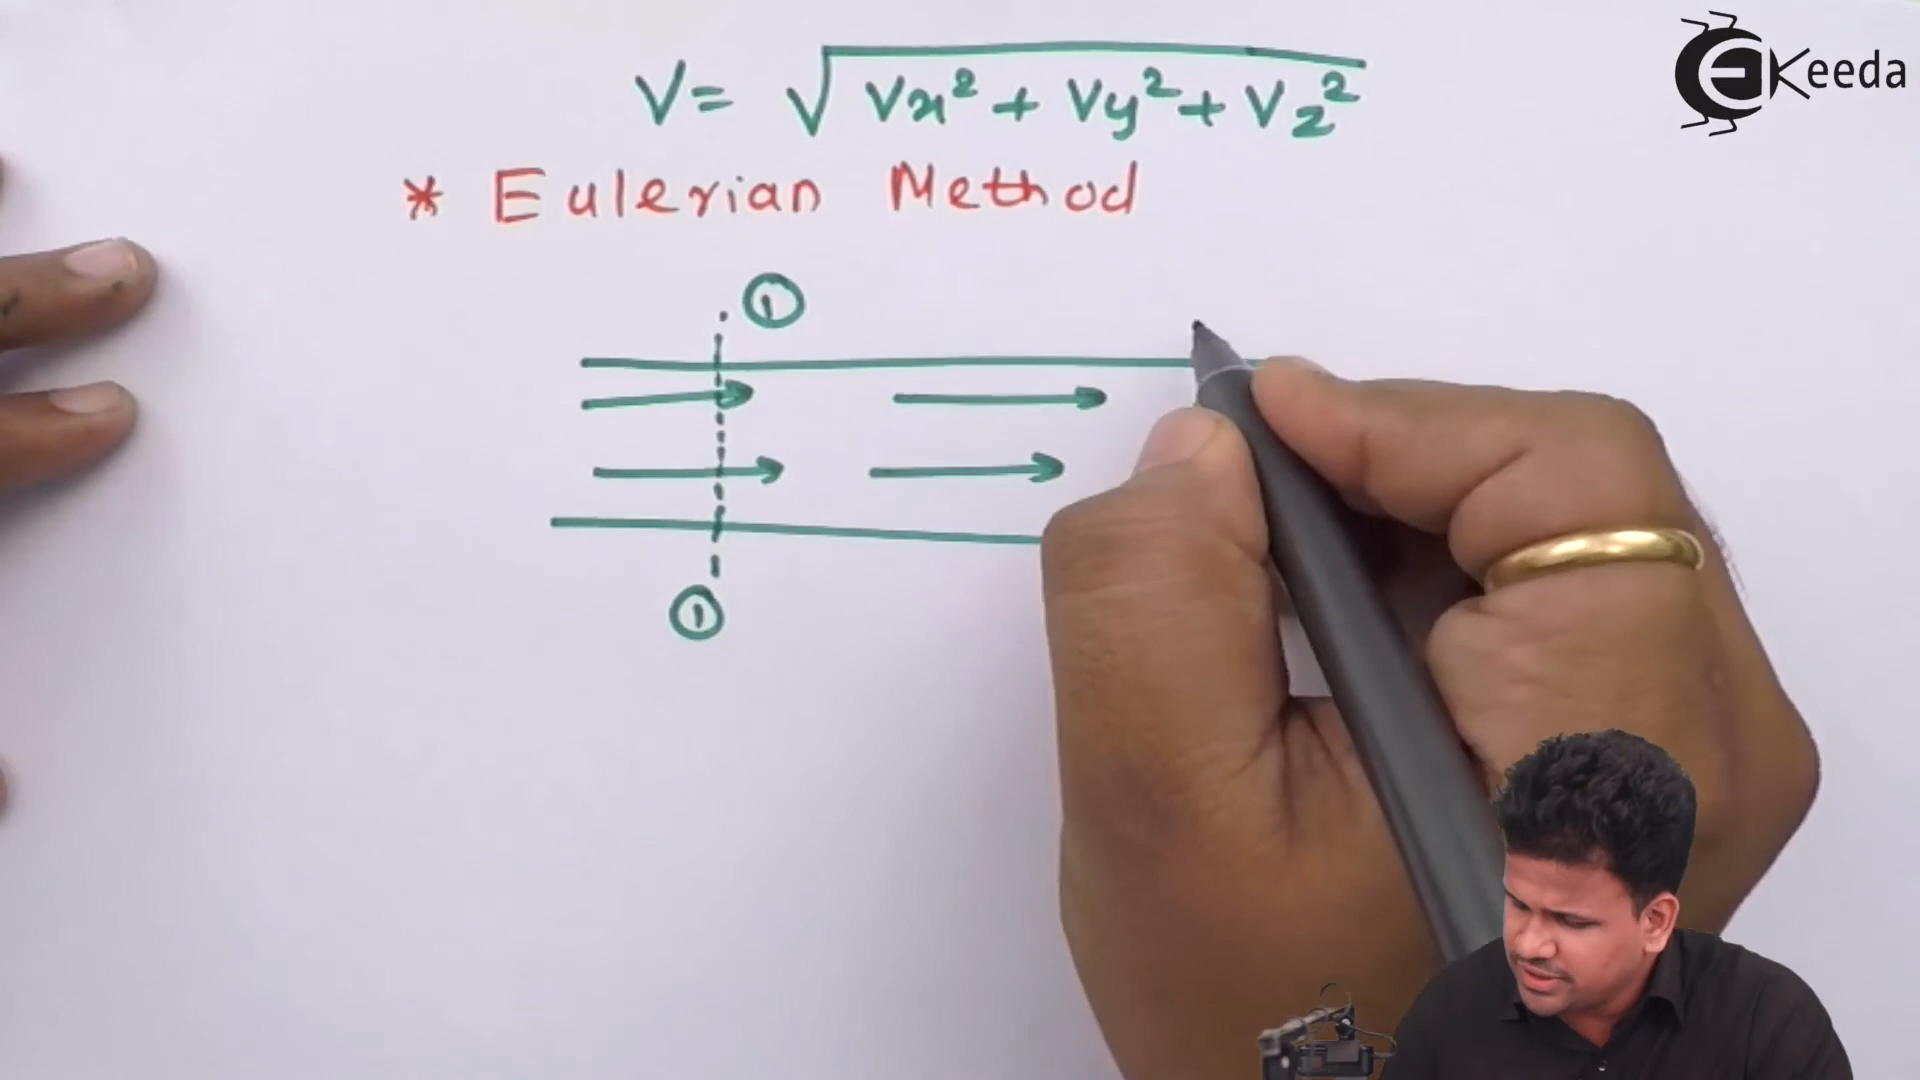 V = √Vx² + Vy² + Vz²
* Eulerian Method
①
①
EKeeda